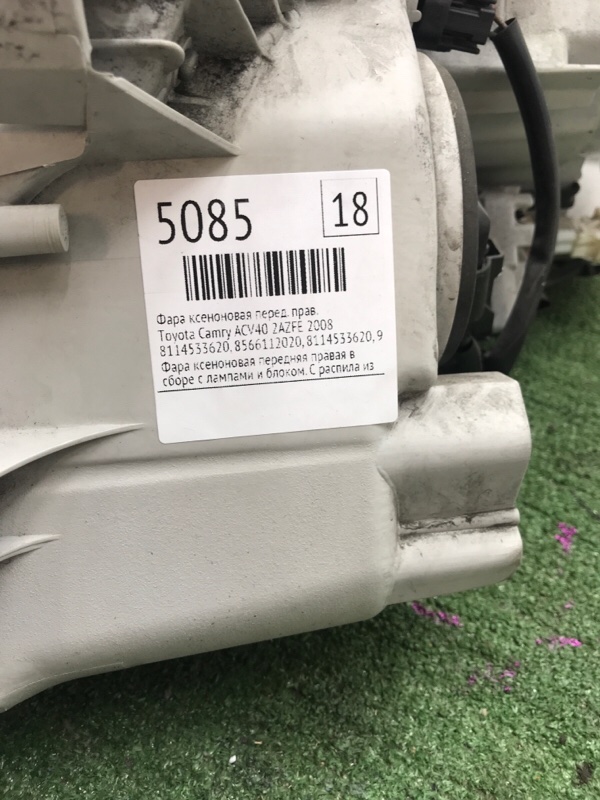 5085
18
Фара ксеноновая перед. прав.
Toyota Camry ACV40 2AZFE 2008
8114533620, 8566112020, 8114533620, 9
Фара ксеноновая передняя правая в
сборе с лампами и блоком. С распила из